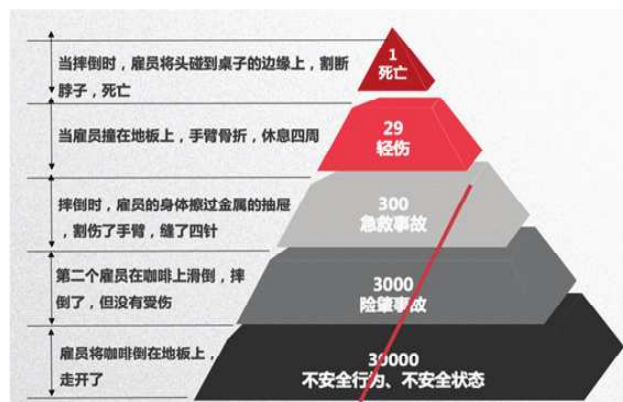 当摔倒时，雇员将头碰到桌子的边缘上，割断
脖子，死亡
1
死亡
当雇员撞在地板上，手臂骨折，休息四周
29
轻伤
摔倒时，雇员的身体擦过金属的抽屉
，割伤了手臂，缝了四针
300
急救事故
第二个雇员在咖啡上滑倒，摔
倒了，但没有受伤
3000
险肇事故
雇员将咖啡倒在地板上，
走开了
30000
不安全行为、不安全状态